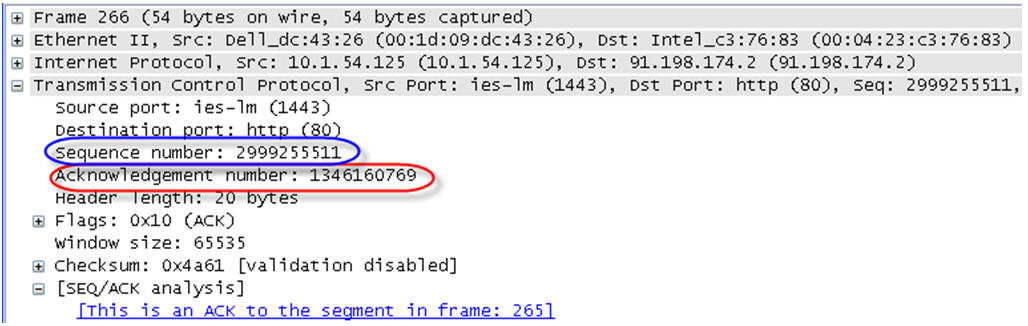 Frame 266 (54 bytes on wire, 54 bytes captured)
Ethernet II, Src: Dell_dc:43:26 (00:1d:09:dc:43:26), Dst: Intel_c3:76:83 (00:04:23:c3:76:83)
Internet Protocol, Src: 10.1.54.125 (10.1.54.125), Dst: 91.198.174.2 (91.198.174.2)
Transmission Control Protocol, Src Port: ies-lm (1443), Dst Port: http (80), Seq: 2999255511,
Source port: ies-lm (1443)
Destination port: http (80)
Sequence number: 2999255511
Acknowledgement number: 1346160769
Header length: 20 bytes
Flags: 0x10 (ACK)
Window size: 65535
Checksum: 0x4a61 [validation disabled]
[SEQ/ACK analysis]
[This is an ACK to the segment in frame: 265]